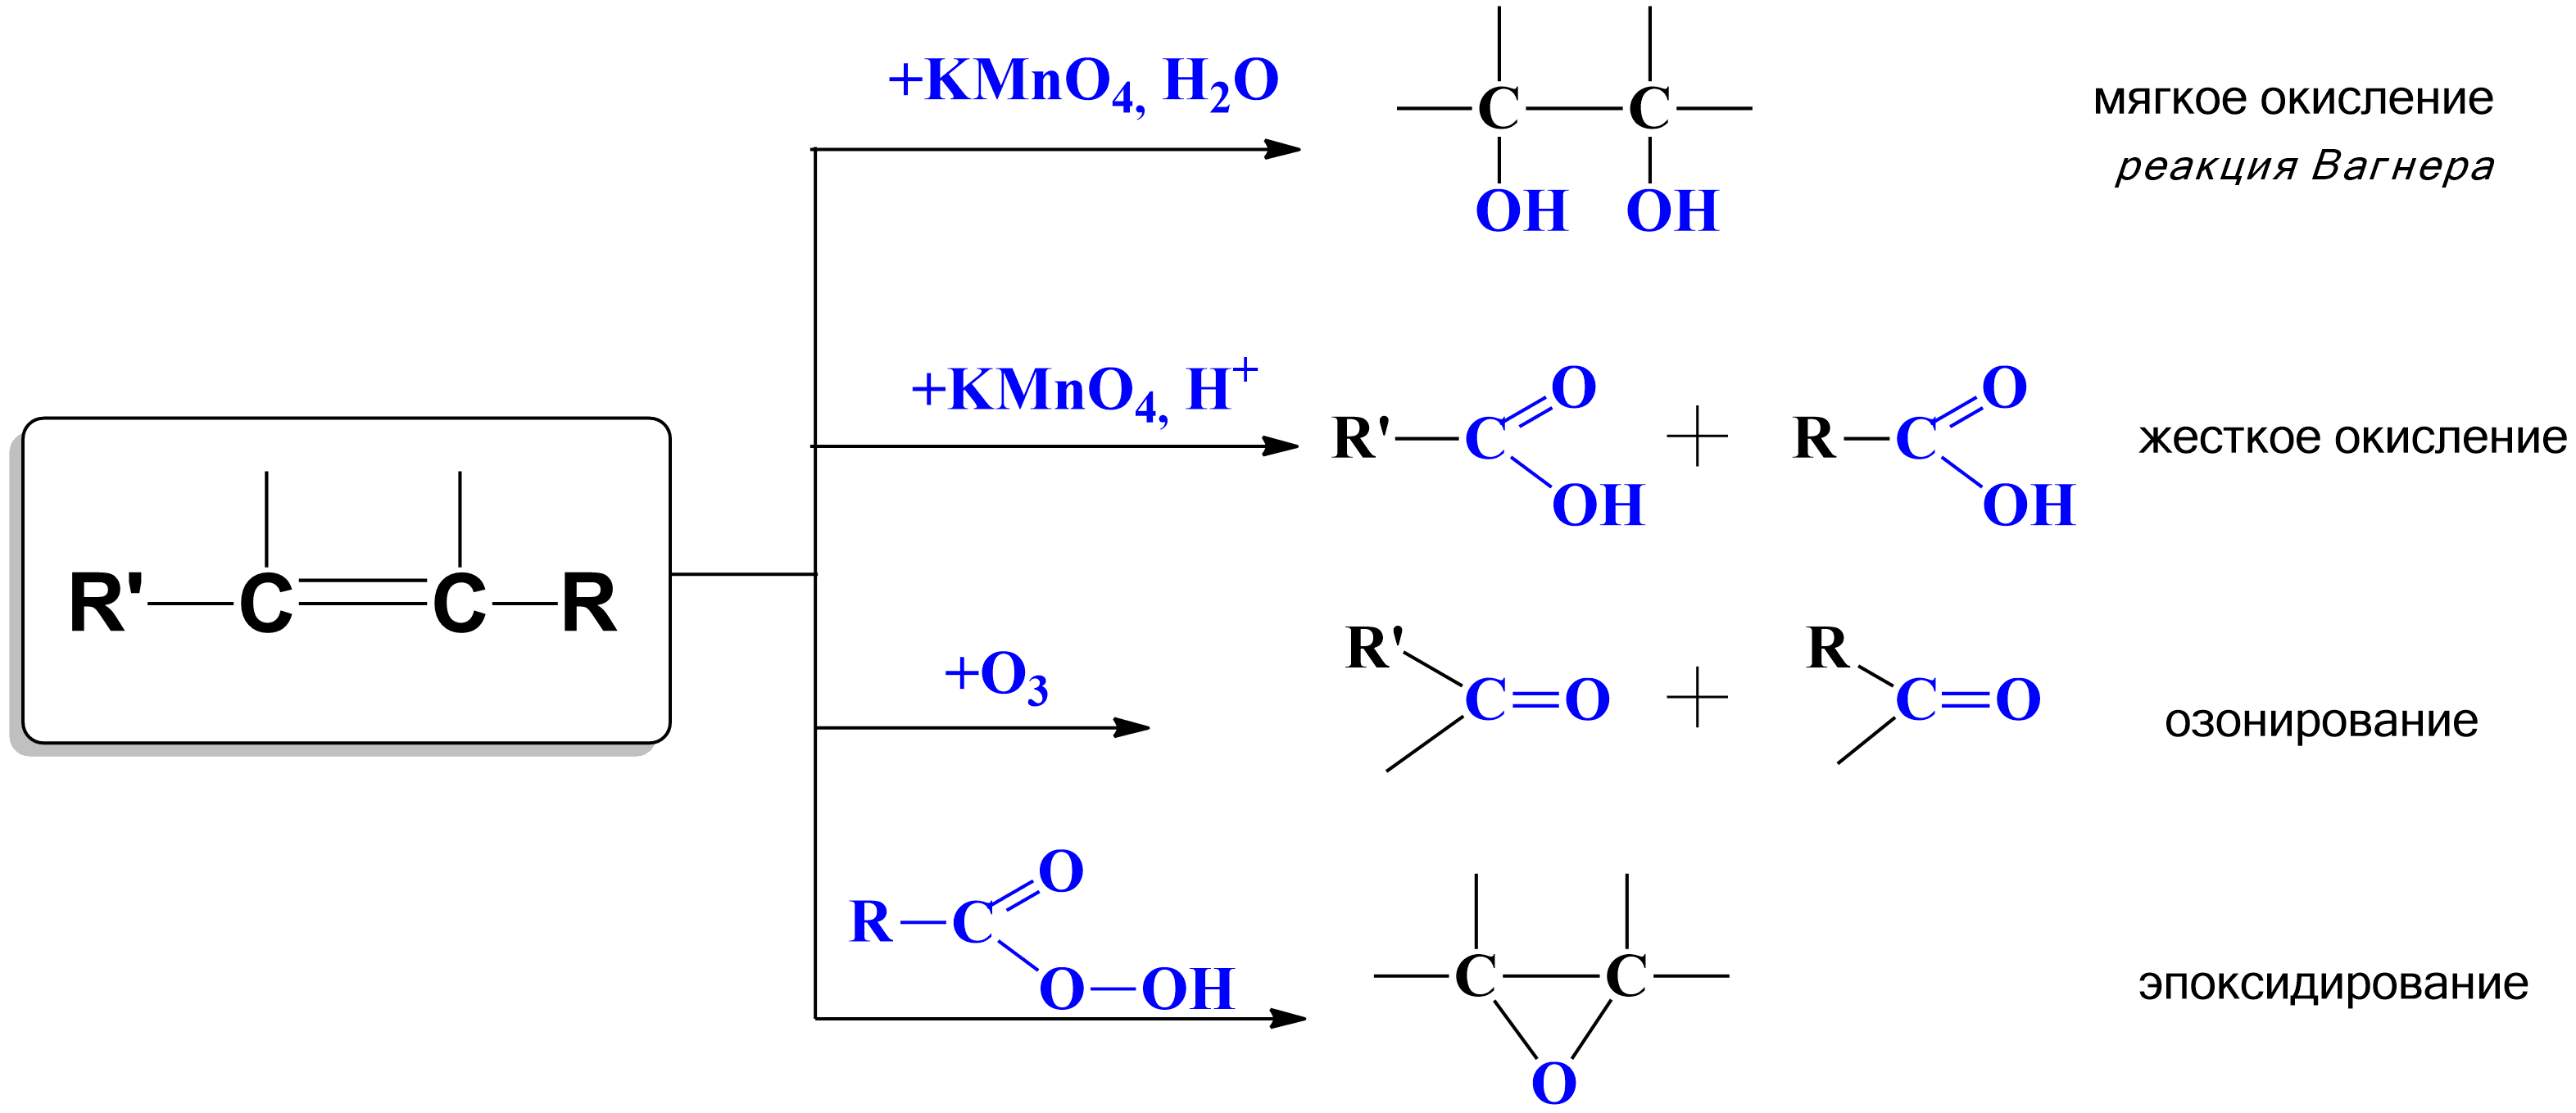 +KMnO4, H2O
C C
OH OH
мягкое окисление
реакция Вагнера
+KMnO4, H+
R' C O OH + R C O OH
жесткое окисление
R' C C R
+O3
R' C O + R C O
озонирование
R C O
O OH
C C
O
эпоксидирование